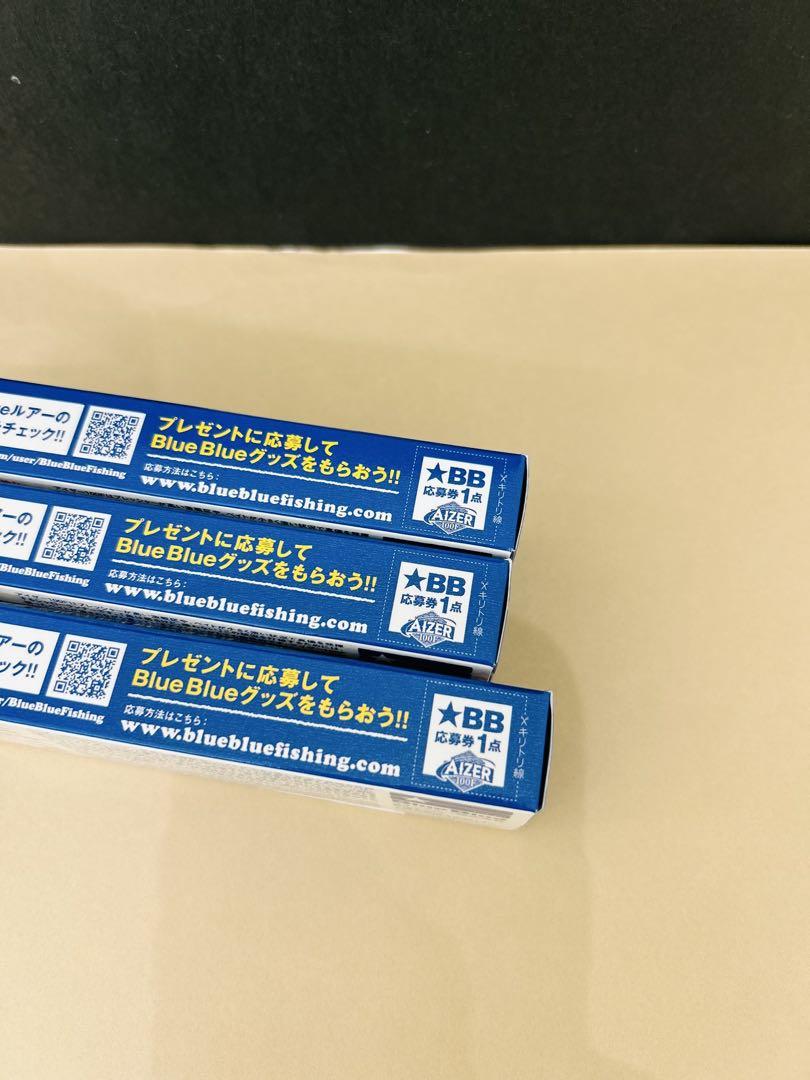 eルアーの
チェック!!
m/user/BlueBlueFishing
プレゼントに応募して
BlueBlueグッズをもらおう!!
応募方法はこちら:
www.bluebluefishing.com
★BB
応募券1点
AIZER
100F
キリトリ線
アーの
ック!!
BlueBlueFishing
プレゼントに応募して
BlueBlueグッズをもらおう!!
応募方法はこちら:
www.bluebluefishing.com
★BB
応募券1点
AIZER
100F
キリトリ線
アーの
ック!!
r/BlueBlueFishing
プレゼントに応募して
BlueBlueグッズをもらおう!!
応募方法はこちら:
www.bluebluefishing.com
★BB
応募券1点
AIZER
100F
キリトリ線